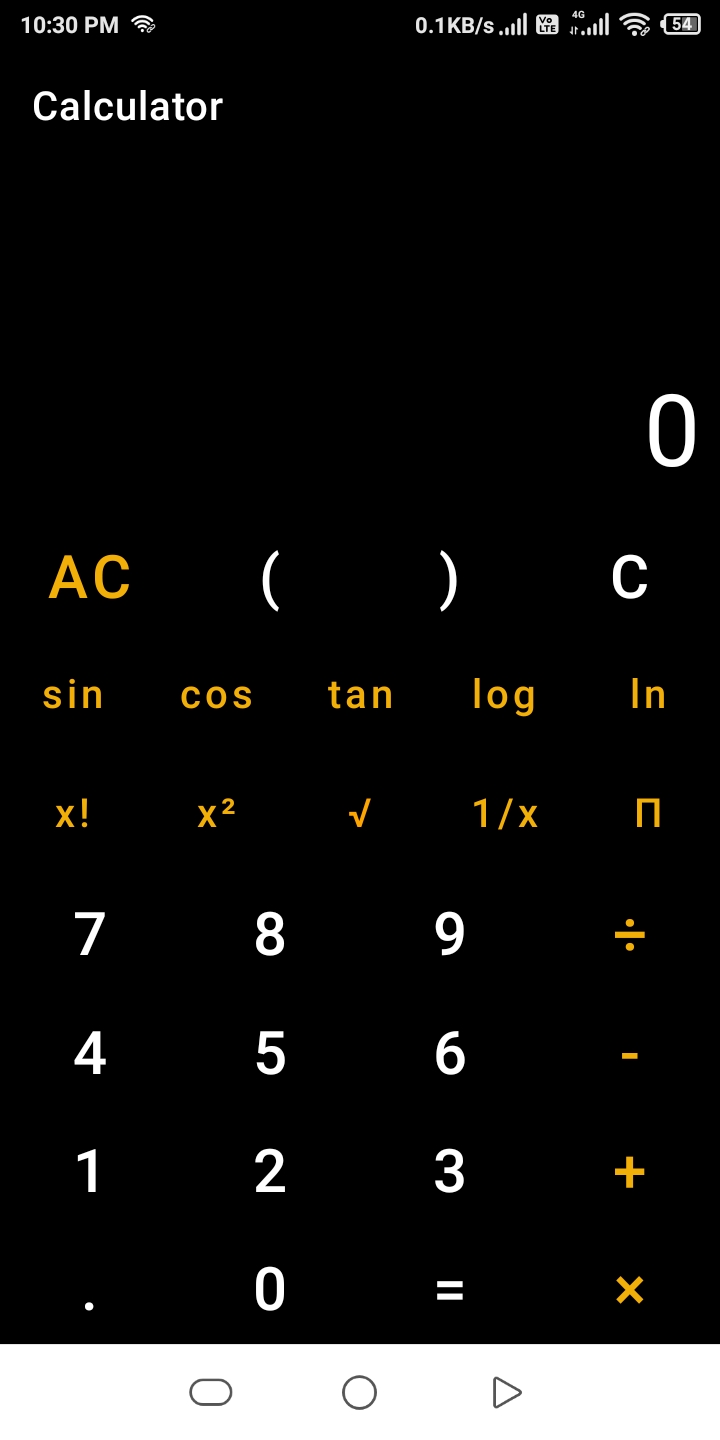 10:30 PM 0.1KB/s Vo LTE 4G 54
Calculator
0
AC ( ) C
sin cos tan log ln
x! x² √ 1/x Π
7 8 9 ÷
4 5 6 -
1 2 3 +
. 0 = ×